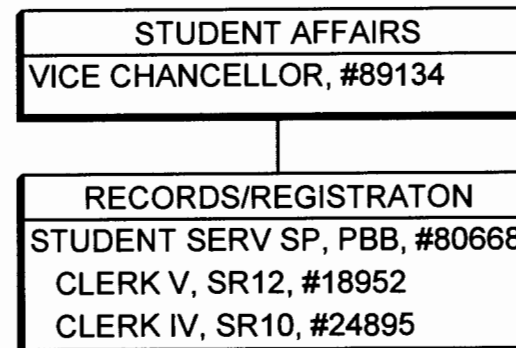 STUDENT AFFAIRS
VICE CHANCELLOR, #89134
RECORDS/REGISTRATON
STUDENT SERV SP, PBB, #80668
CLERK V, SR12, #18952
CLERK IV, SR10, #24895